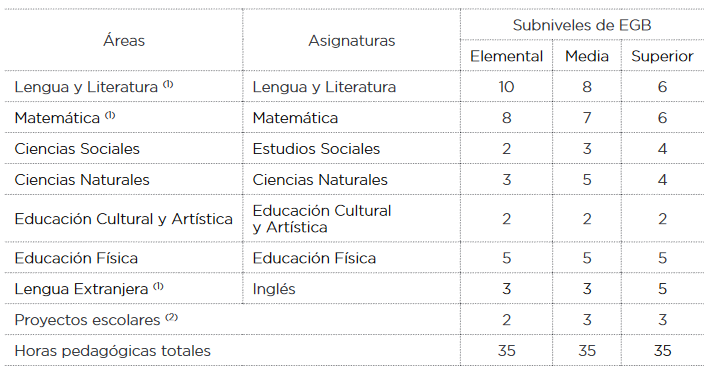 Áreas Asignaturas Subniveles de EGB
Elemental Media Superior
Lengua y Literatura (1) Lengua y Literatura 10 8 6
Matemática (1) Matemática 8 7 6
Ciencias Sociales Estudios Sociales 2 3 4
Ciencias Naturales Ciencias Naturales 3 5 4
Educación Cultural y Artística Educación Cultural
y Artística 2 2 2
Educación Física Educación Física 5 5 5
Lengua Extranjera (1) Inglés 3 3 5
Proyectos escolares (2) 2 3 3
Horas pedagógicas totales 35 35 35